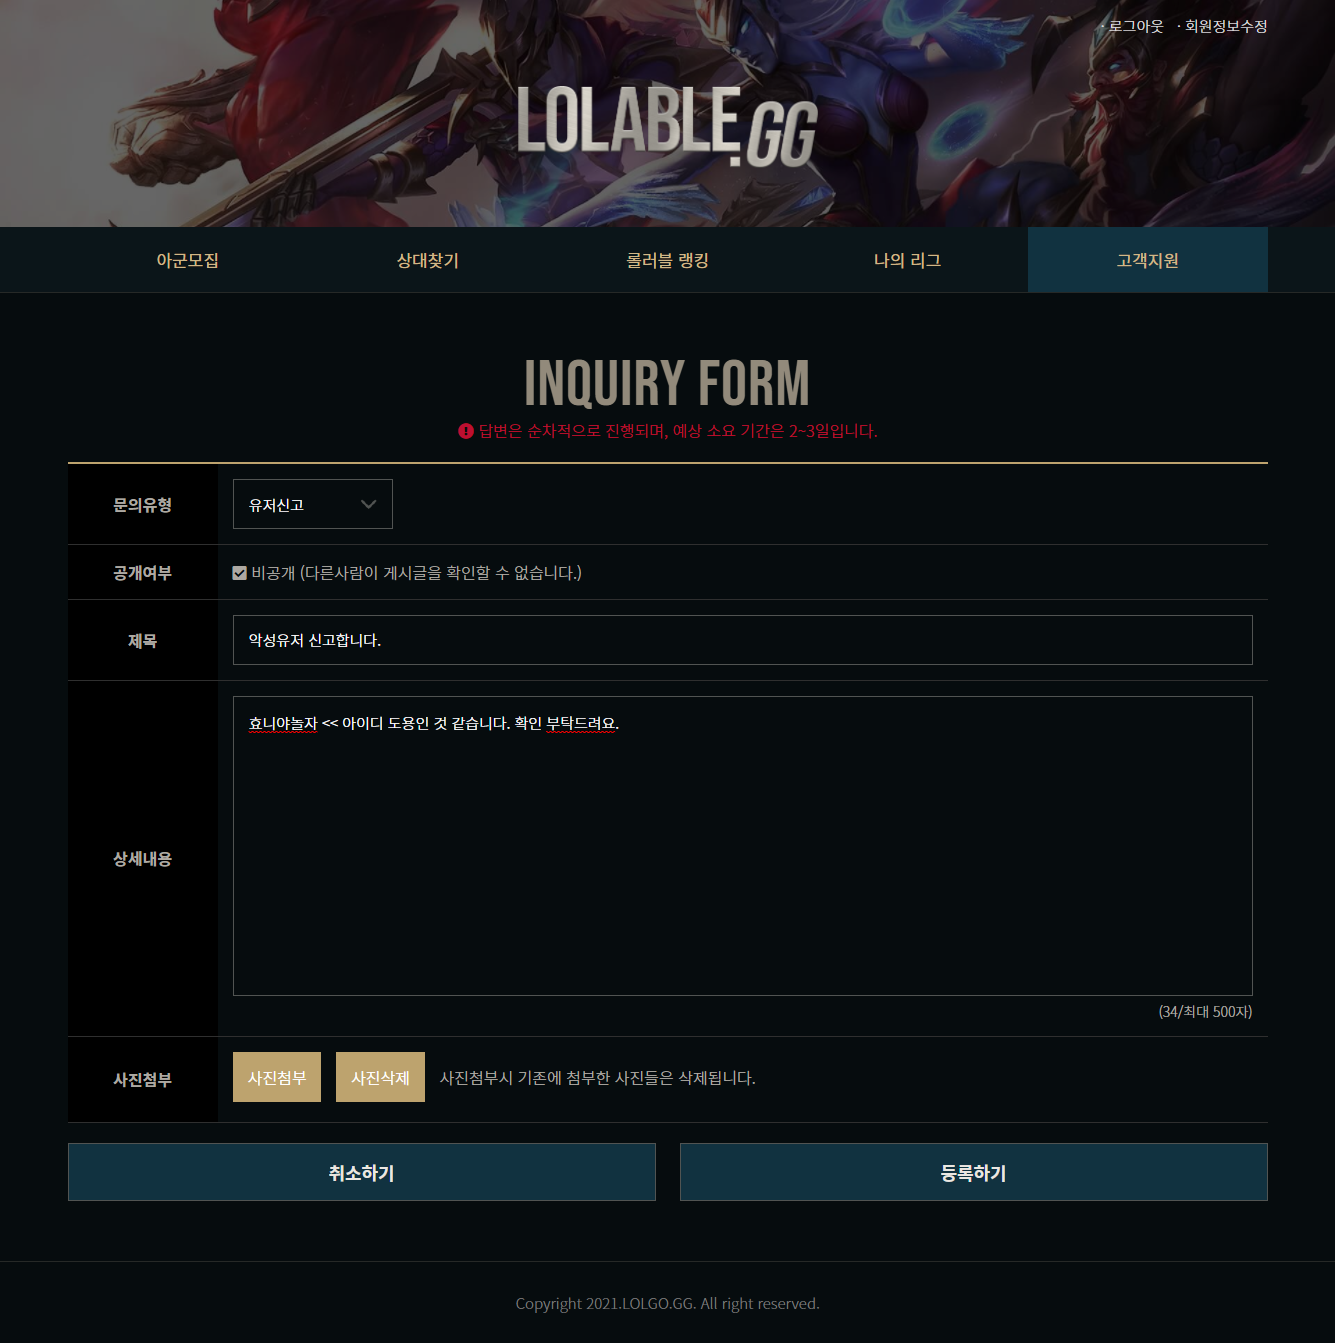 · 로그아웃 · 회원정보수정
LOLABLE.GG
아군모집 상대찾기 롤러블 랭킹 나의 리그 고객지원
INQUIRY FORM
답변은 순차적으로 진행되며, 예상 소요 기간은 2~3일입니다.
문의유형 유저신고
공개여부 비공개 (다른사람이 게시글을 확인할 수 없습니다.)
제목 악성유저 신고합니다.
효니야놀자 << 아이디 도용인 것 같습니다. 확인 부탁드려요.
상세내용
(34/최대 500자)
사진첨부 사진첨부 사진삭제 사진첨부시 기존에 첨부한 사진들은 삭제됩니다.
취소하기 등록하기
Copyright 2021.LOLGO.GG. All right reserved.